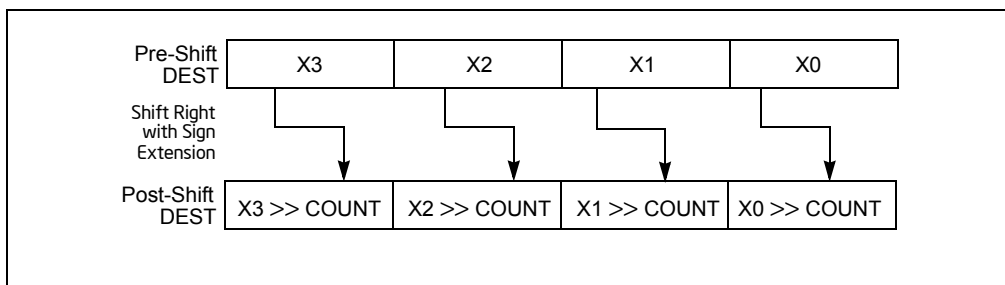 Pre-Shift
DEST
X3 X2 X1 X0
Shift Right
with Sign
Extension
Post-Shift
DEST
X3 >> COUNT X2 >> COUNT X1 >> COUNT X0 >> COUNT